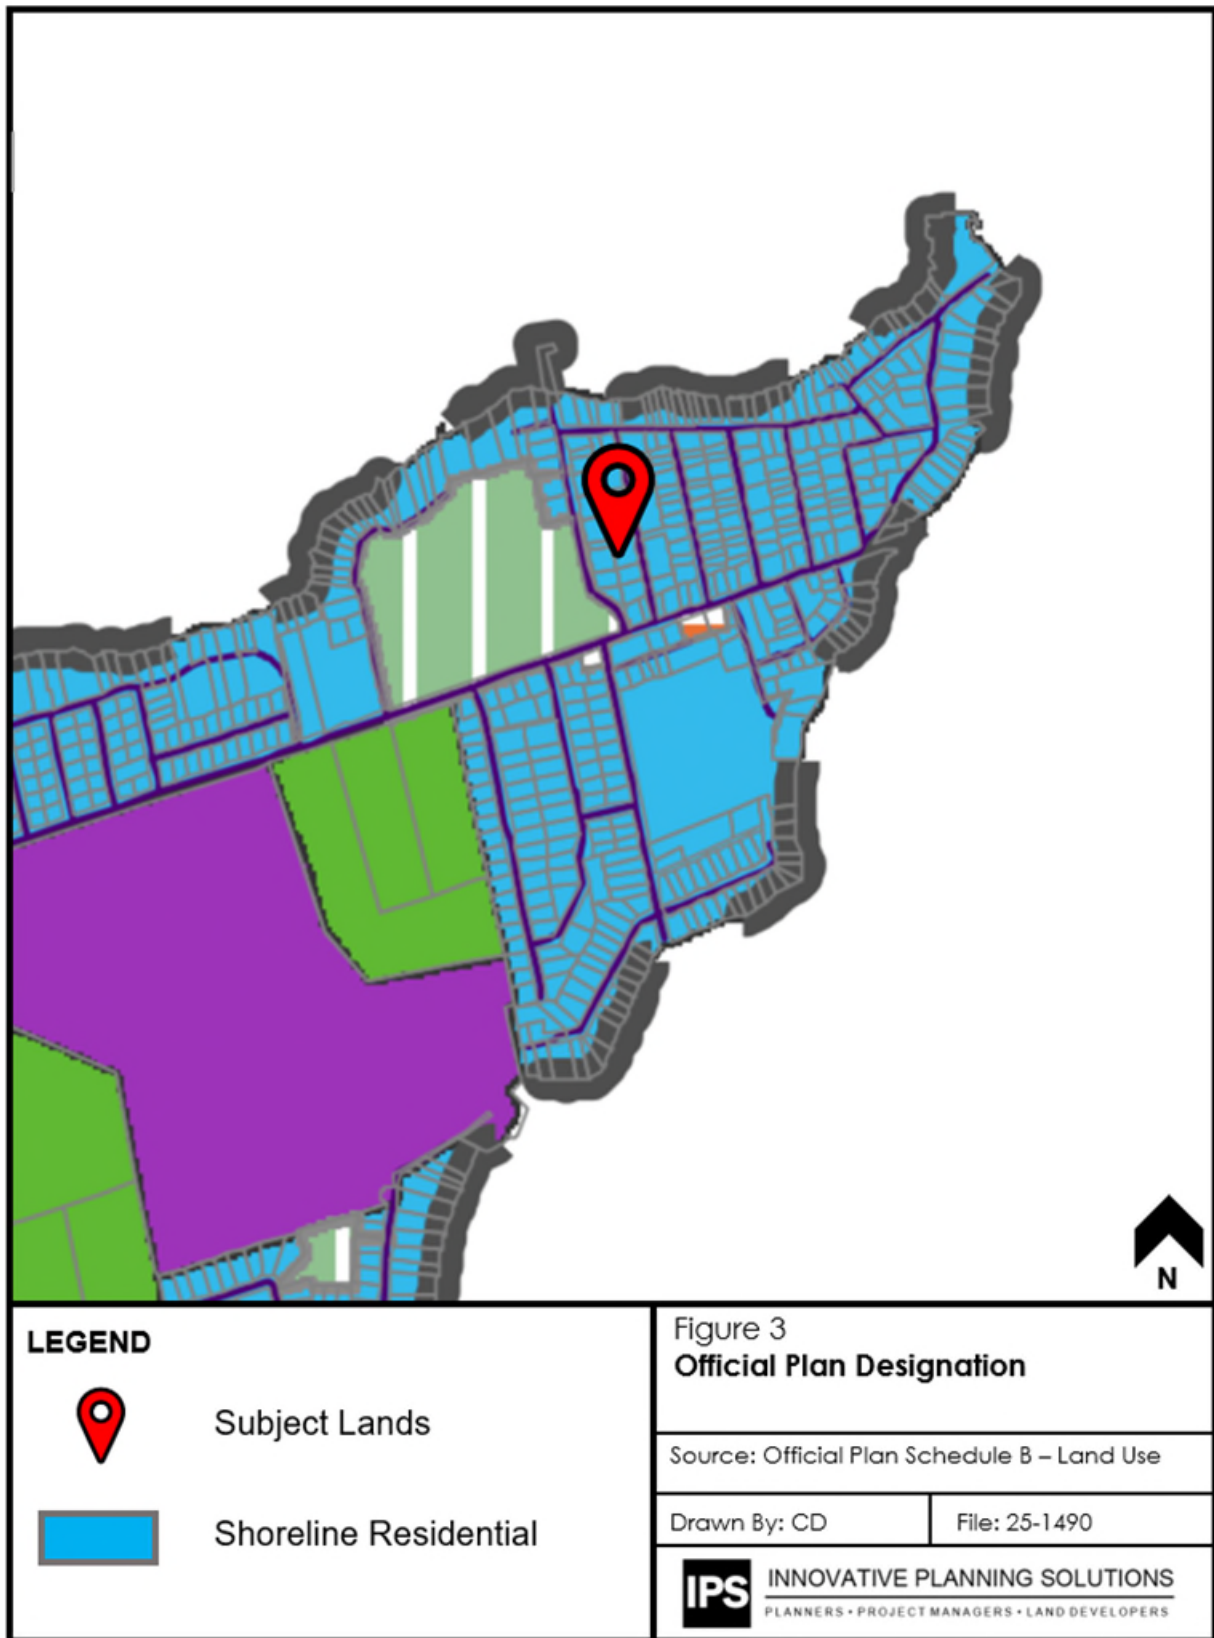 N
LEGEND
Subject Lands
Shoreline Residential
Figure 3
Official Plan Designation
Source: Official Plan Schedule B – Land Use
Drawn By: CD
File: 25-1490
IPS
INNOVATIVE PLANNING SOLUTIONS
PLANNERS • PROJECT MANAGERS • LAND DEVELOPERS